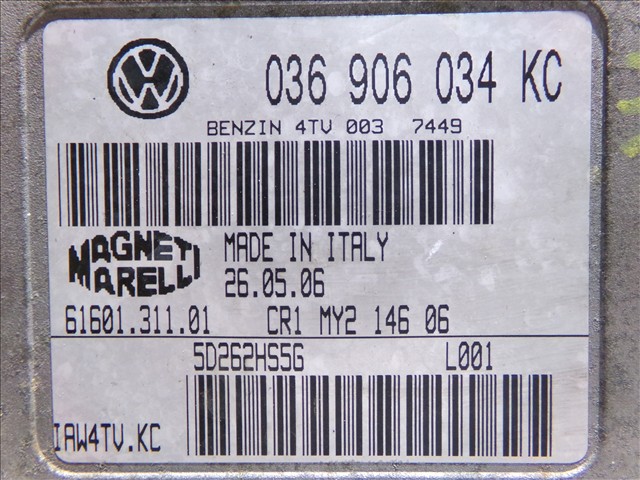 036 906 034 KC
BENZIN 4TV 003 7449
MAGNETI MARELLI
MADE IN ITALY
26.05.06
61601.311.01 CR1 MY2 146 06
5D262HS5G L001
IAW4TV.KC